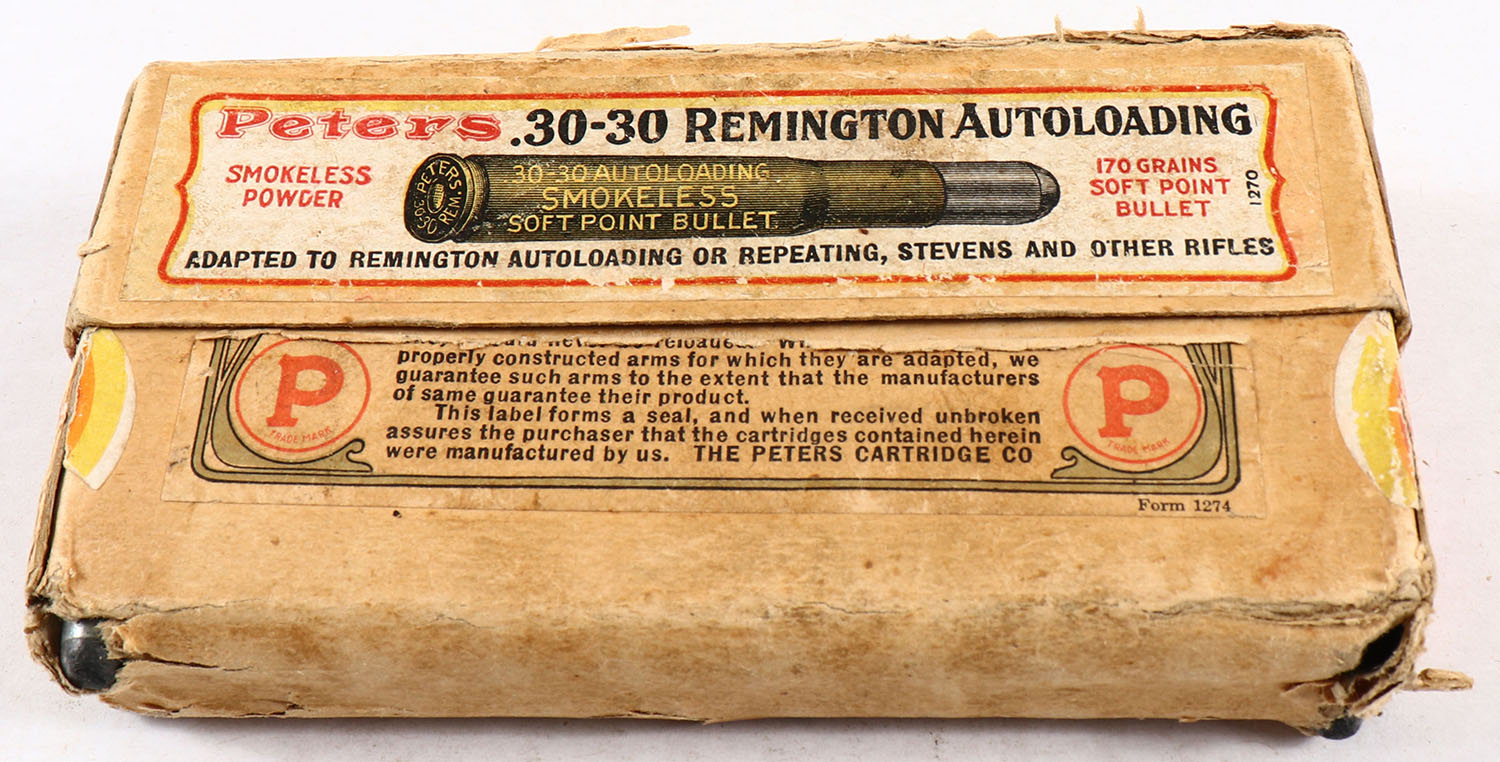 Peters .30-30 REMINGTON AUTOLOADING
SMOKELESS
POWDER
PETERS.
30-30 REM.
30-30 AUTOLOADING
SMOKELESS
SOFT POINT BULLET
170 GRAINS
SOFT POINT
BULLET
1270
ADAPTED TO REMINGTON AUTOLOADING OR REPEATING, STEVENS AND OTHER RIFLES
properly constructed arms for which they are adapted, we
guarantee such arms to the extent that the manufacturers
of same guarantee their product.
This label forms a seal, and when received unbroken
assures the purchaser that the cartridges contained herein
were manufactured by us. THE PETERS CARTRIDGE CO
P
TRADE MARK
P
TRADE MARK
Form 1274